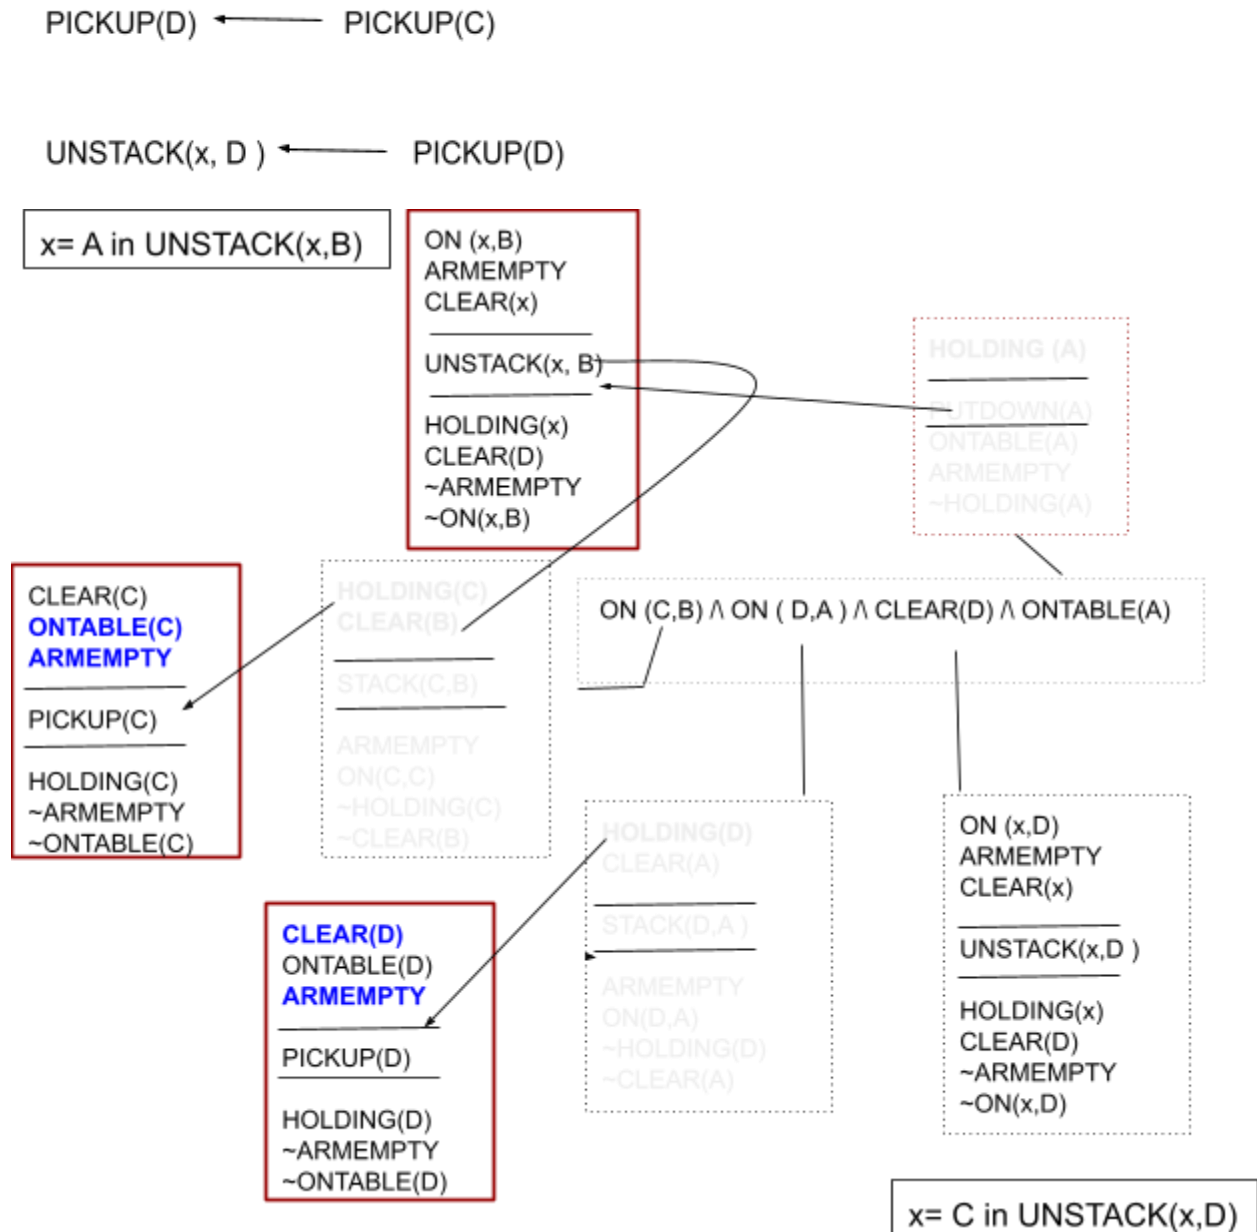 PICKUP(D) PICKUP(C)
UNSTACK(x, D ) PICKUP(D)
x= A in UNSTACK(x,B)
ON (x,B)
ARMEMPTY
CLEAR(x)
UNSTACK(x, B)
HOLDING(x)
CLEAR(D)
~ARMEMPTY
~ON(x,B)
HOLDING (A)
PUTDOWN(A)
ONTABLE(A)
ARMEMPTY
~HOLDING(A)
CLEAR(C)
ONTABLE(C)
ARMEMPTY
PICKUP(C)
HOLDING(C)
~ARMEMPTY
~ONTABLE(C)
HOLDING(C)
CLEAR(B)
STACK(C,B)
ARMEMPTY
ON(C,C)
~HOLDING(C)
~CLEAR(B)
ON (C,B) /\ ON ( D,A ) /\ CLEAR(D) /\ ONTABLE(A)
CLEAR(D)
ONTABLE(D)
ARMEMPTY
PICKUP(D)
HOLDING(D)
~ARMEMPTY
~ONTABLE(D)
HOLDING(D)
CLEAR(A)
STACK(D,A )
ARMEMPTY
ON(D,A)
~HOLDING(D)
~CLEAR(A)
ON (x,D)
ARMEMPTY
CLEAR(x)
UNSTACK(x,D )
HOLDING(x)
CLEAR(D)
~ARMEMPTY
~ON(x,D)
x= C in UNSTACK(x,D)